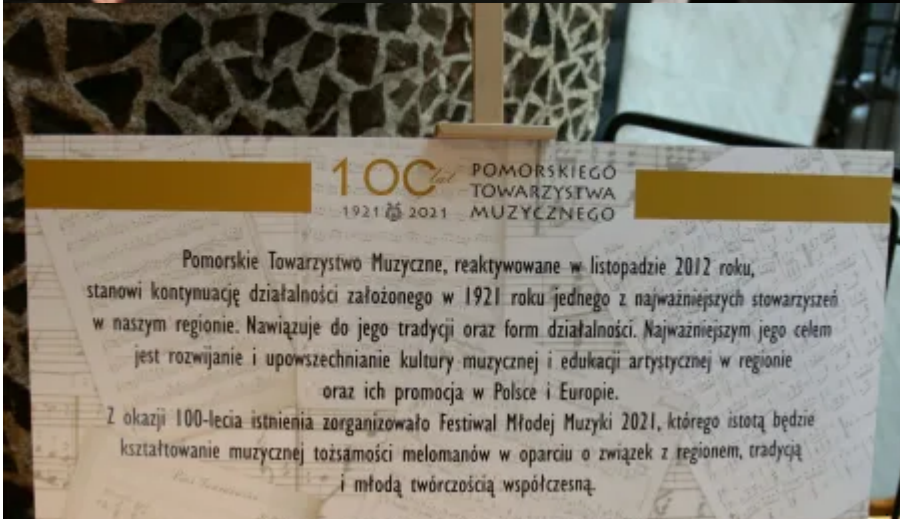 100 lat
1921 2021
POMORSKIEGO
TOWARZYSTWA
MUZYCZNEGO
Pomorskie Towarzystwo Muzyczne, reaktywowane w listopadzie 2012 roku,
stanowi kontynuację działalności założonego w 1921 roku jednego z najważniejszych stowarzyszeń
w naszym regionie. Nawiązuje do jego tradycji oraz form działalności. Najważniejszym jego celem
jest rozwijanie i upowszechnianie kultury muzycznej i edukacji artystycznej w regionie
oraz ich promocja w Polsce i Europie.
Z okazji 100-lecia istnienia zorganizowało Festiwal Młodej Muzyki 2021, którego istotą będzie
kształtowanie muzycznej tożsamości melomanów w oparciu o związek z regionem, tradycją
i młodą twórczością współczesną.